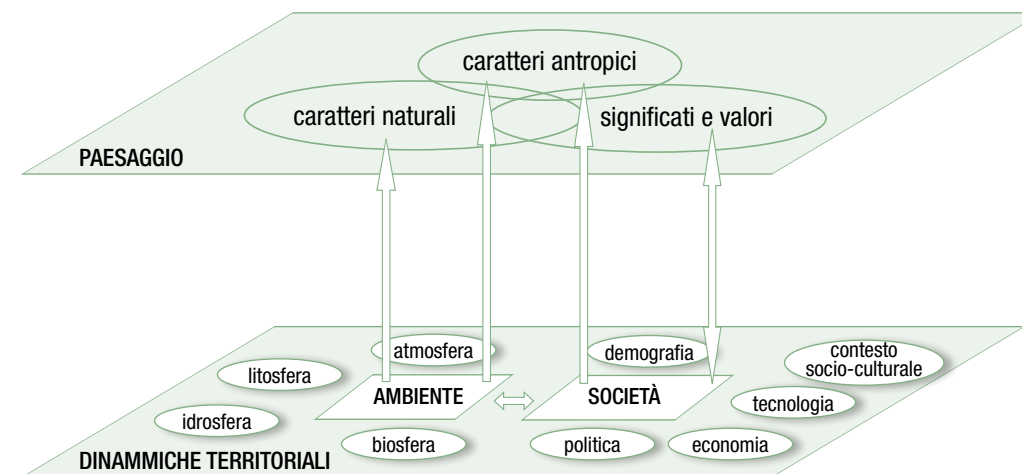 caratteri antropici
caratteri naturali
significati e valori
PAESAGGIO
atmosfera
demografia
contesto
socio-culturale
litosfera
AMBIENTE
SOCIETÀ
tecnologia
idrosfera
biosfera
politica
economia
DINAMMICHE TERRITORIALI